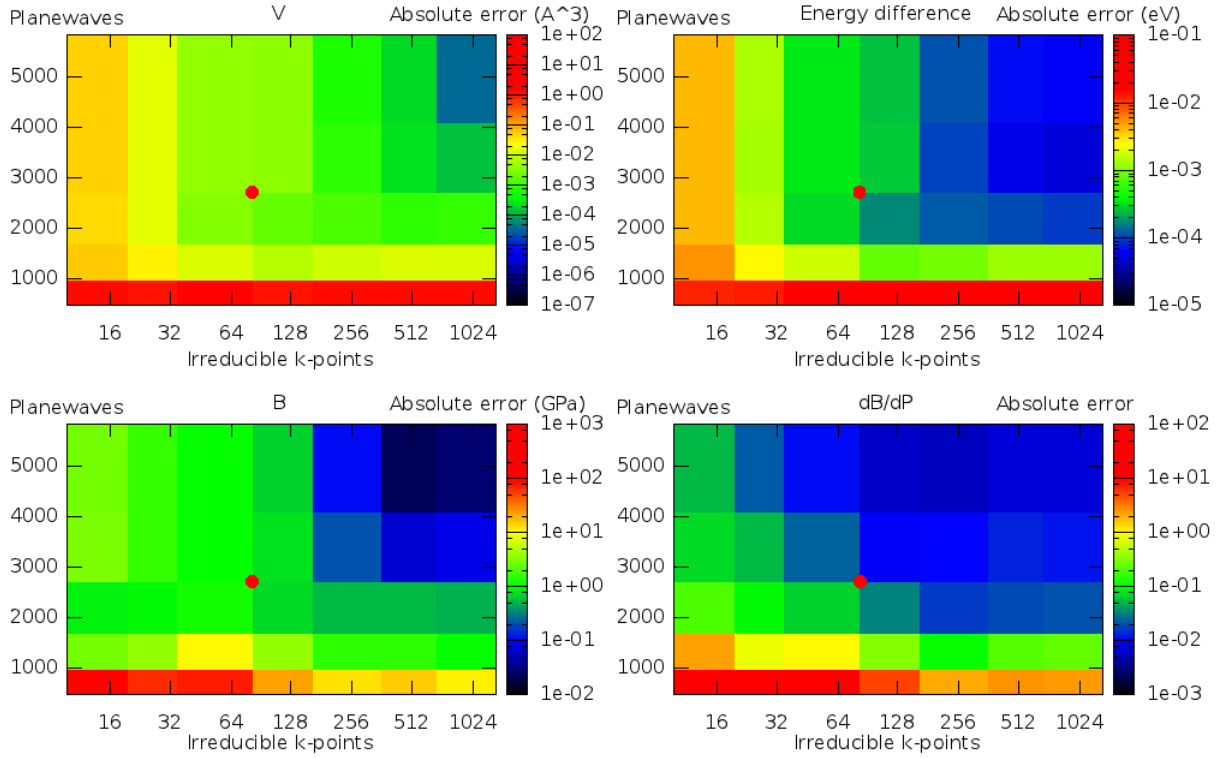 Planewaves V Absolute error (A^3)
5000
4000
3000
2000
1000
16 32 64 128 256 512 1024
Irreducible k-points
1e+02
1e+01
1e+00
1e-01
1e-02
1e-03
1e-04
1e-05
1e-06
1e-07
Planewaves Energy difference Absolute error (eV)
5000
4000
3000
2000
1000
16 32 64 128 256 512 1024
Irreducible k-points
1e-01
1e-02
1e-03
1e-04
1e-05
Planewaves B Absolute error (GPa)
5000
4000
3000
2000
1000
16 32 64 128 256 512 1024
Irreducible k-points
1e+03
1e+02
1e+01
1e+00
1e-01
1e-02
Planewaves dB/dP Absolute error
5000
4000
3000
2000
1000
16 32 64 128 256 512 1024
Irreducible k-points
1e+02
1e+01
1e+00
1e-01
1e-02
1e-03